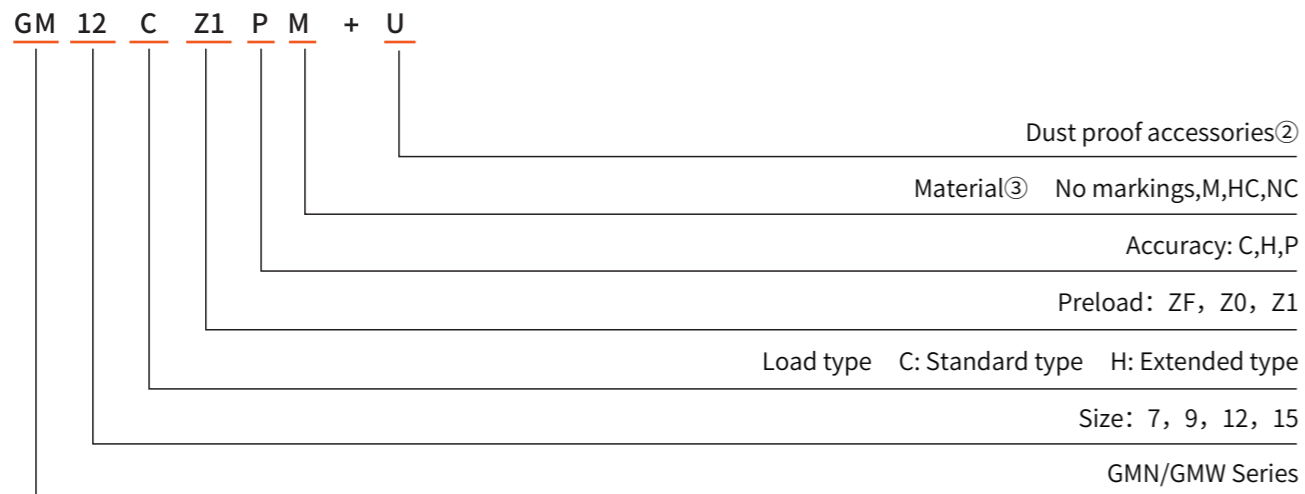 GM 12 C Z1 P M + U
Dust proof accessories②
Material③ No markings,M,HC,NC
Accuracy: C,H,P
Preload：ZF，Z0，Z1
Load type C: Standard type H: Extended type
Size：7，9，12，15
GMN/GMW Series